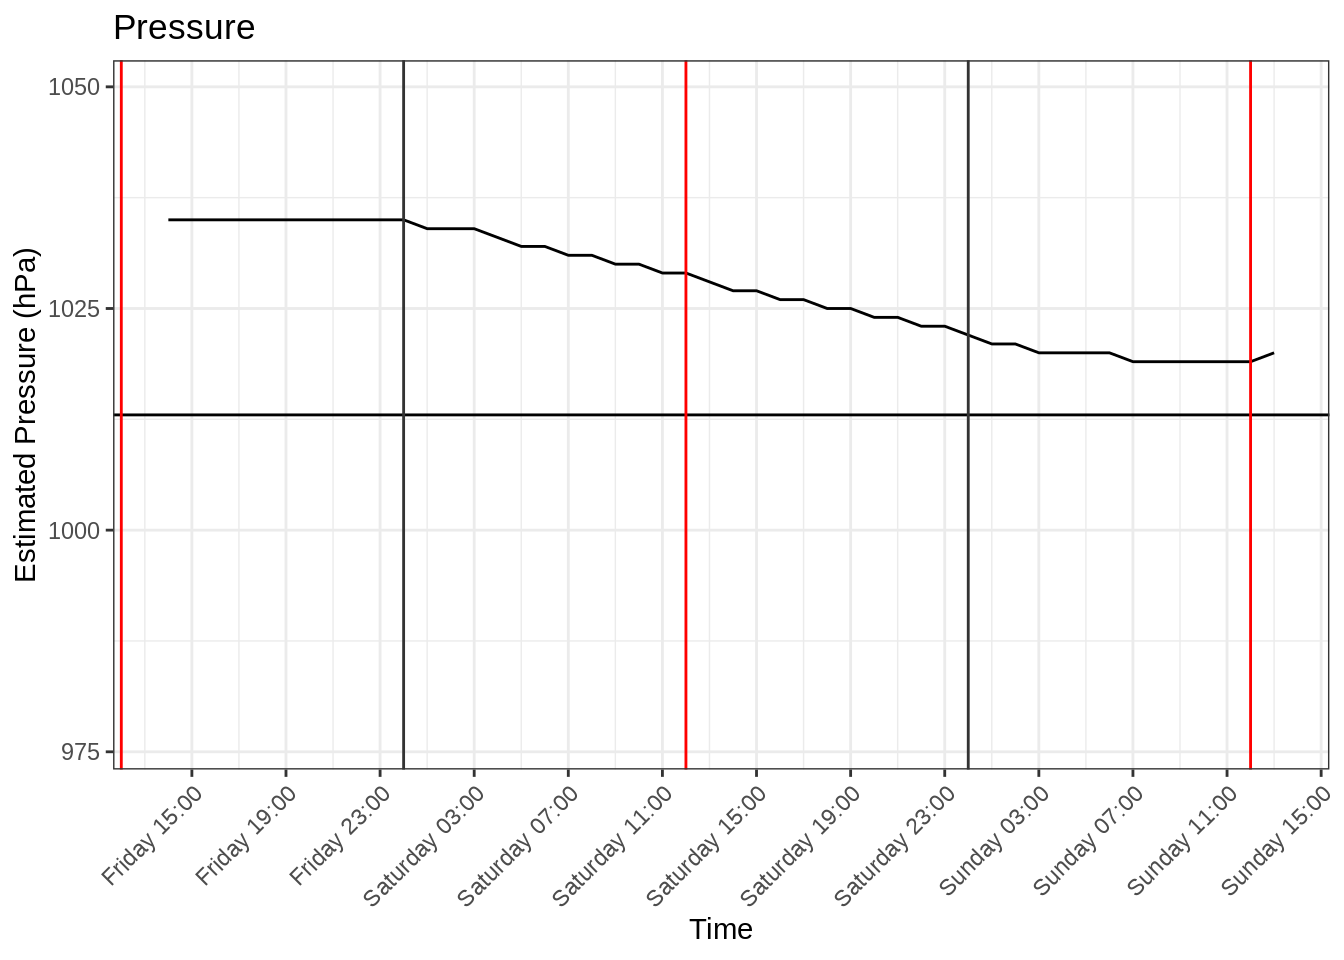 Pressure
Estimated Pressure (hPa)
1050
1025
1000
975
Friday 15:00
Friday 19:00
Friday 23:00
Saturday 03:00
Saturday 07:00
Saturday 11:00
Saturday 15:00
Saturday 19:00
Saturday 23:00
Sunday 03:00
Sunday 07:00
Sunday 11:00
Sunday 15:00
Time